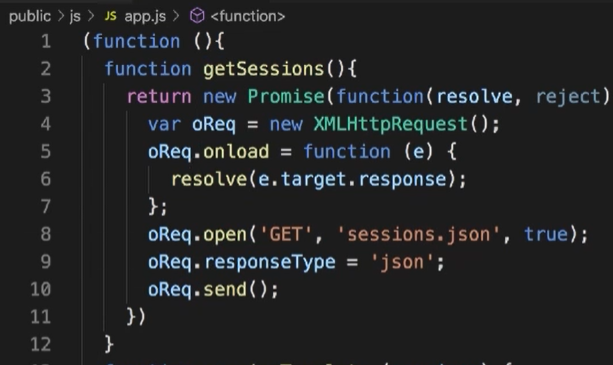 public > js > JS app.js > <function>
1 (function (){
2 function getSessions(){
3 return new Promise(function(resolve, reject)
4 var oReq = new XMLHttpRequest();
5 oReq.onload = function (e) {
6 resolve(e.target.response);
7 };
8 oReq.open('GET', 'sessions.json', true);
9 oReq.responseType = 'json';
10 oReq.send();
11 })
12 }